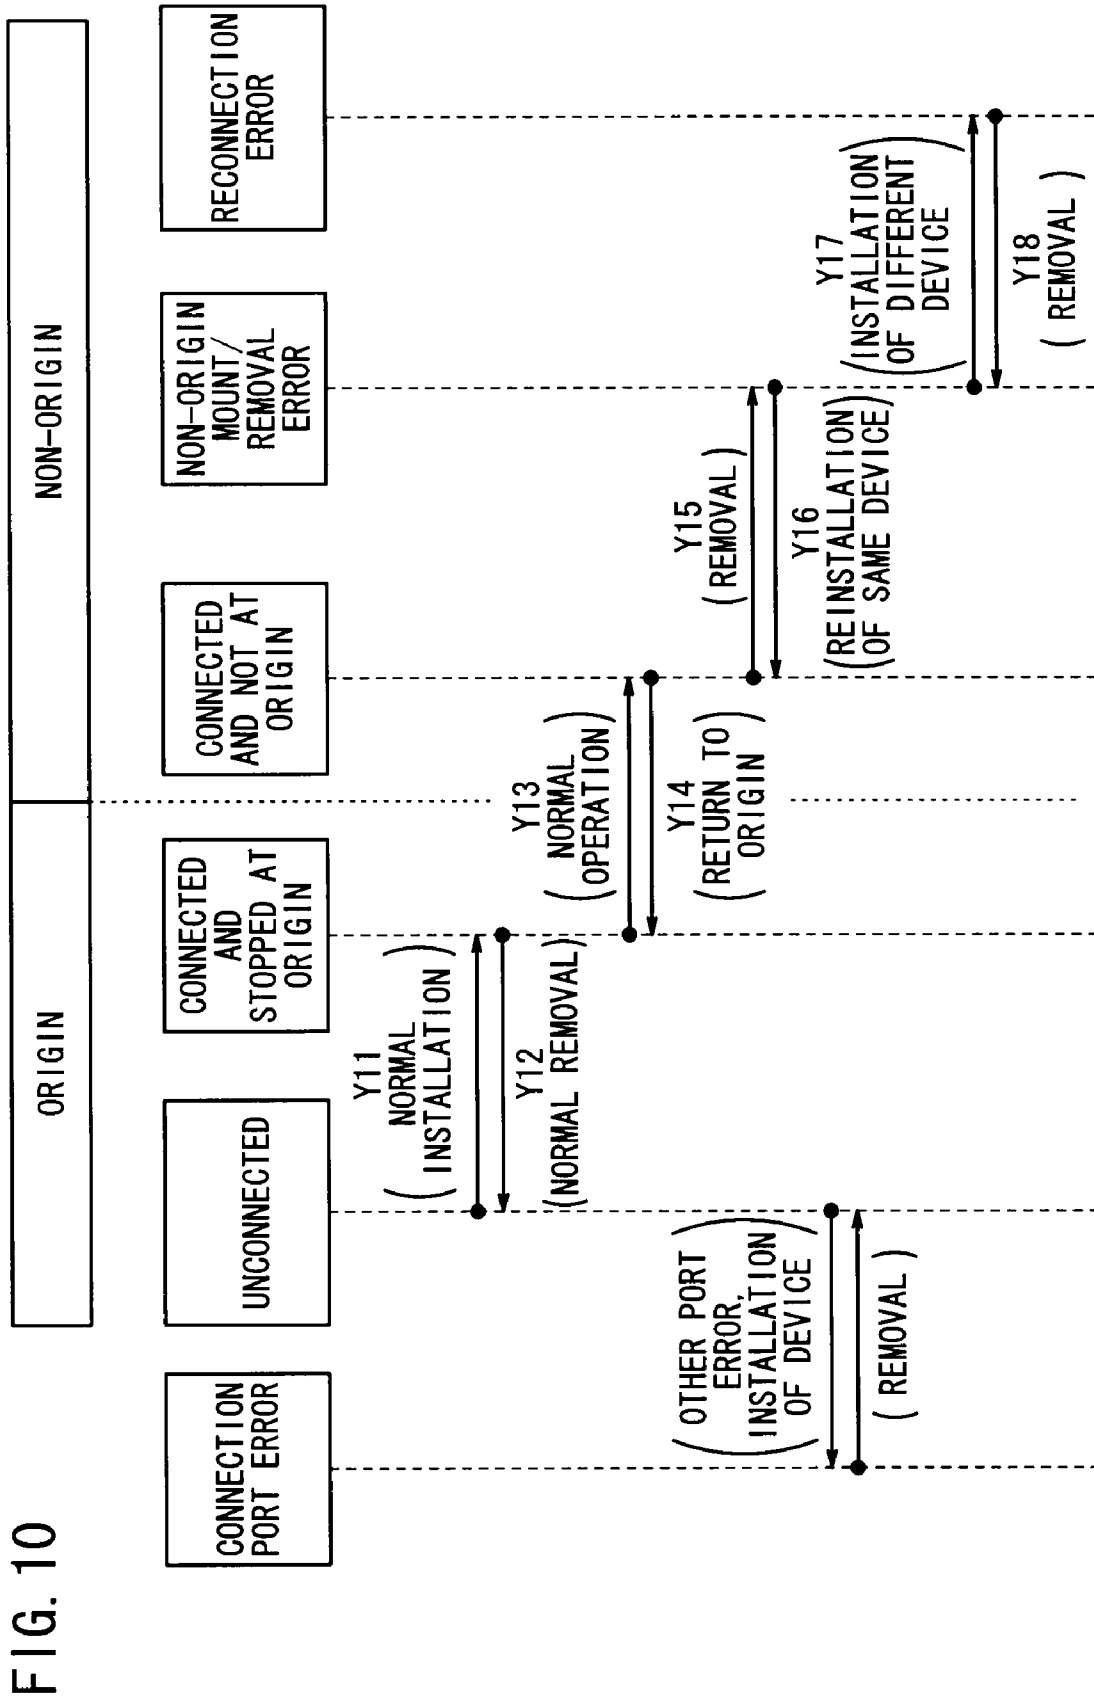 FIG. 10
ORIGIN
NON-ORIGIN
CONNECTION
PORT ERROR
UNCONNECTED
CONNECTED
AND
STOPPED AT
ORIGIN
CONNECTED
AND NOT AT
ORIGIN
NON-ORIGIN
MOUNT/
REMOVAL
ERROR
RECONNECTION
ERROR
Y11
(NORMAL
INSTALLATION)
Y12
(NORMAL REMOVAL)
Y13
(NORMAL
OPERATION)
Y14
(RETURN TO
ORIGIN)
Y15
(REMOVAL)
Y16
(REINSTALLATION
OF SAME DEVICE)
Y17
(INSTALLATION
OF DIFFERENT
DEVICE)
Y18
(REMOVAL)
(OTHER PORT
ERROR,
INSTALLATION
OF DEVICE)
(REMOVAL)